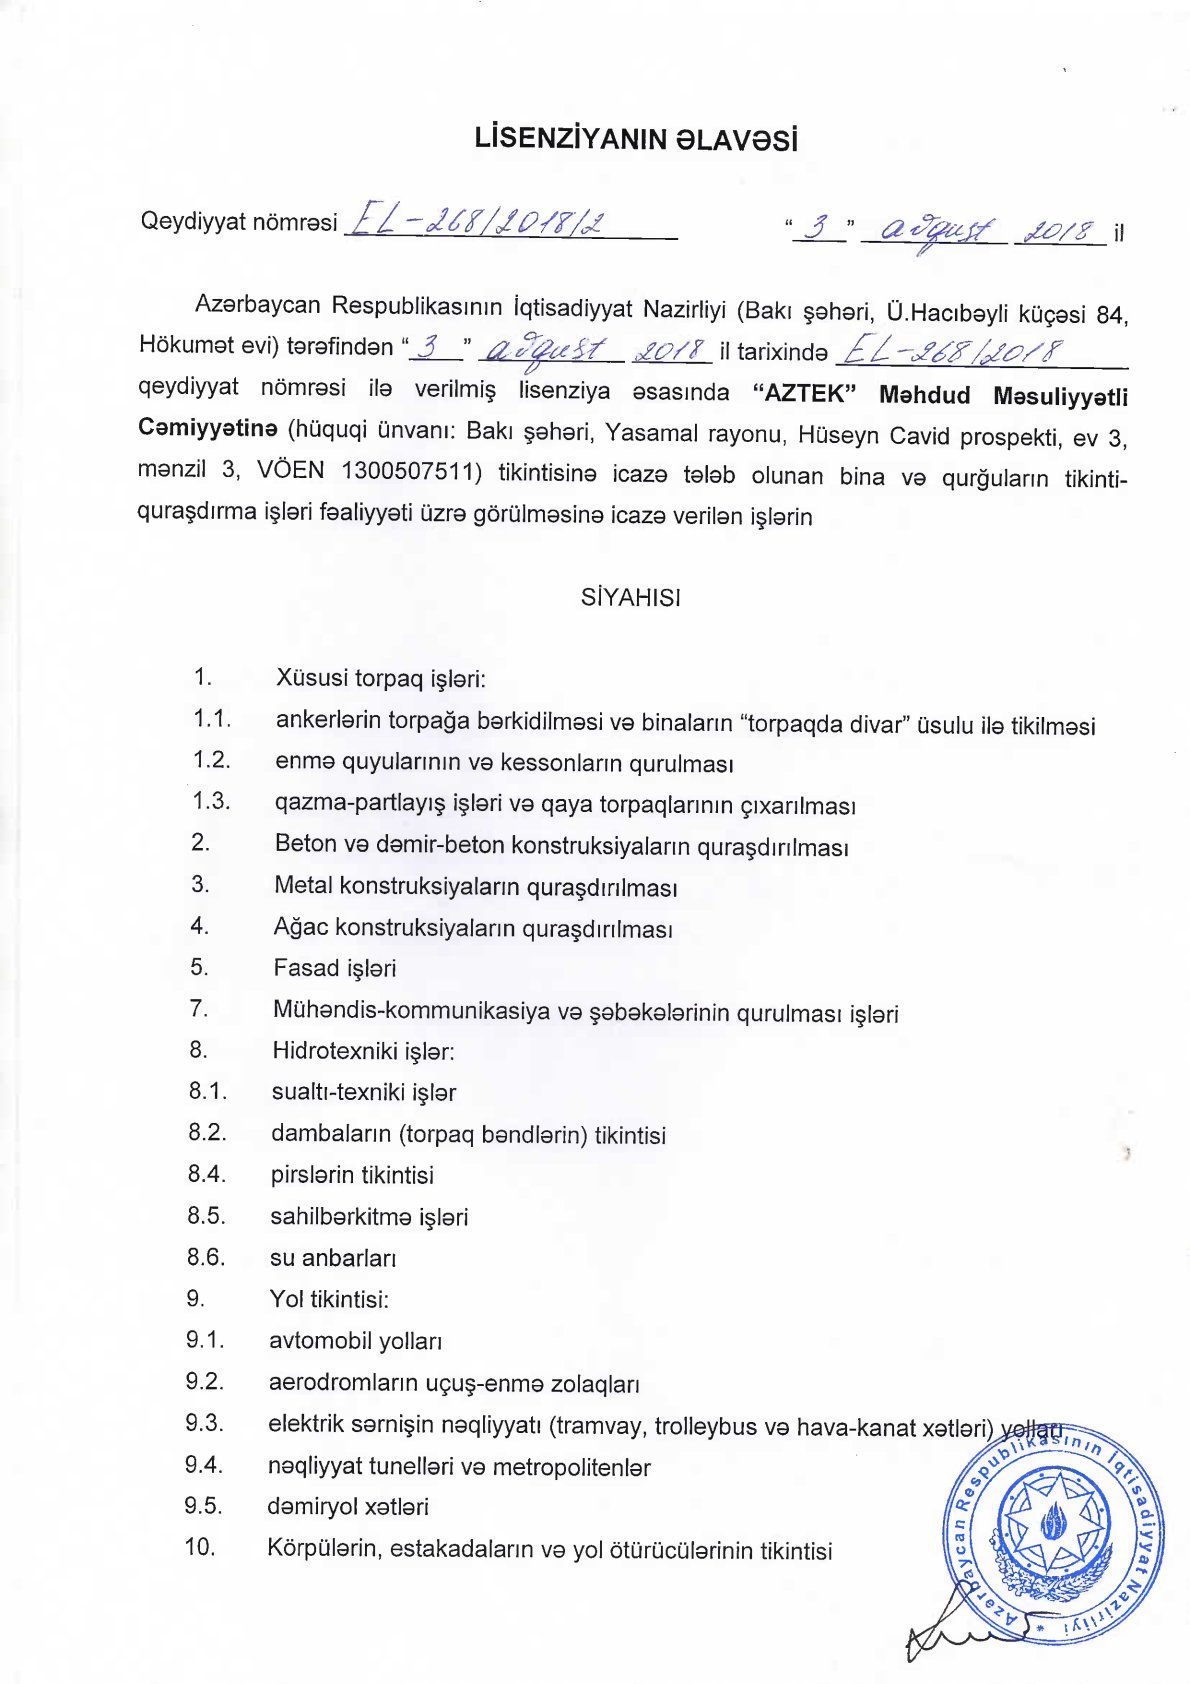 LİSENZİYANIN ƏLAVƏSİ
Qeydiyyat nömrəsi EL-268/2018/2 “3” avqust 2018 il
Azərbaycan Respublikasının İqtisadiyyat Nazirliyi (Bakı şəhəri, Ü.Hacıbəyli küçəsi 84,
Hökumət evi) tərəfindən “3” avqust 2018 il tarixində EL-268/2018
qeydiyyat nömrəsi ilə verilmiş lisenziya əsasında “AZTEK” Məhdud Məsuliyyətli
Cəmiyyətinə (hüquqi ünvanı: Bakı şəhəri, Yasamal rayonu, Hüseyn Cavid prospekti, ev 3,
mənzil 3, VÖEN 1300507511) tikintisinə icazə tələb olunan bina və qurğuların tikinti-
quraşdırma işləri fəaliyyəti üzrə görülməsinə icazə verilən işlərin
SİYAHISI
1. Xüsusi torpaq işləri:
1.1. ankerlərin torpağa bərkidilməsi və binaların “torpaqda divar” üsulu ilə tikilməsi
1.2. enmə quyularının və kessonların qurulması
1.3. qazma-partlayış işləri və qaya torpaqlarının çıxarılması
2. Beton və dəmir-beton konstruksiyaların quraşdırılması
3. Metal konstruksiyaların quraşdırılması
4. Ağac konstruksiyaların quraşdırılması
5. Fasad işləri
7. Mühəndis-kommunikasiya və şəbəkələrinin qurulması işləri
8. Hidrotexniki işlər:
8.1. sualtı-texniki işlər
8.2. dambaların (torpaq bəndlərin) tikintisi
8.4. pirslərin tikintisi
8.5. sahilbərkitmə işləri
8.6. su anbarları
9. Yol tikintisi:
9.1. avtomobil yolları
9.2. aerodromların uçuş-enmə zolaqları
9.3. elektrik sərnişin nəqliyyatı (tramvay, trolleybus və hava-kanat xətləri) yolları
9.4. nəqliyyat tunelləri və metropolitenlər
9.5. dəmiryol xətləri
10. Körpülərin, estakadaların və yol ötürücülərinin tikintisi
Azərbaycan Respublikasının İqtisadiyyat Nazirliyi *